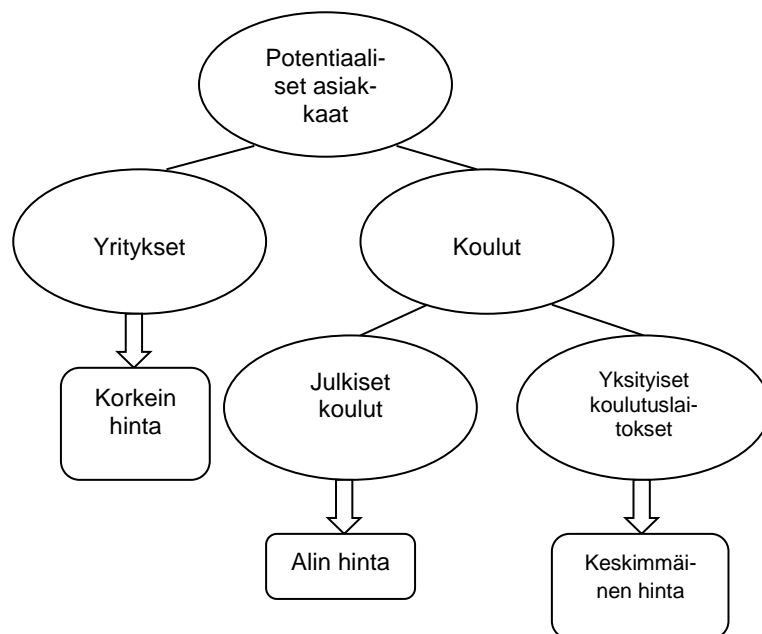 Potentiaali-
set asiak-
kaat
Yritykset
Koulut
Korkein
hinta
Julkiset
koulut
Yksityiset
koulutuslai-
tokset
Alin hinta
Keskimmäi-
nen hinta